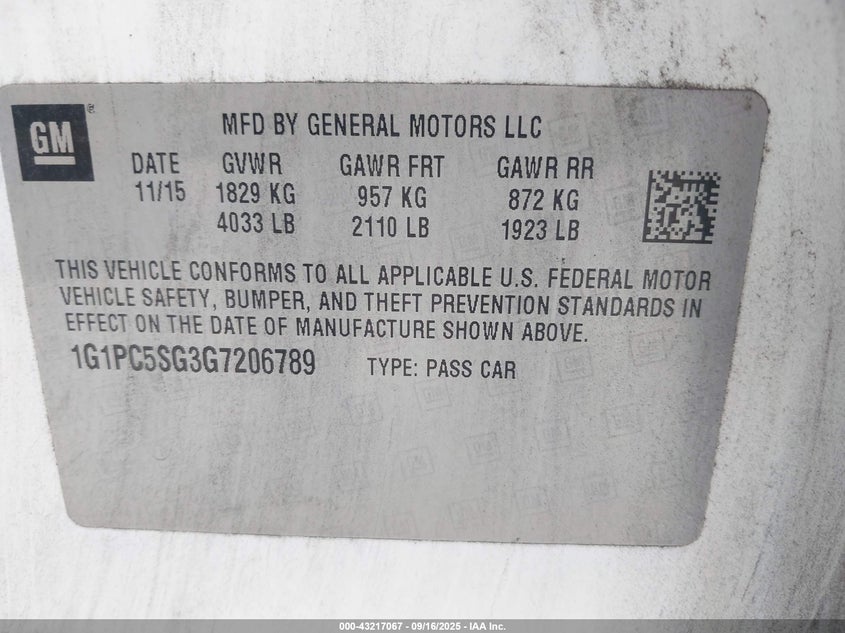 GM ®
MFD BY GENERAL MOTORS LLC
DATE GVWR GAWR FRT GAWR RR
11/15 1829 KG 957 KG 872 KG
4033 LB 2110 LB 1923 LB
THIS VEHICLE CONFORMS TO ALL APPLICABLE U.S. FEDERAL MOTOR
VEHICLE SAFETY, BUMPER, AND THEFT PREVENTION STANDARDS IN
EFFECT ON THE DATE OF MANUFACTURE SHOWN ABOVE.
1G1PC5SG3G7206789 TYPE: PASS CAR
000-43217067 - 09/16/2025 - IAA Inc.